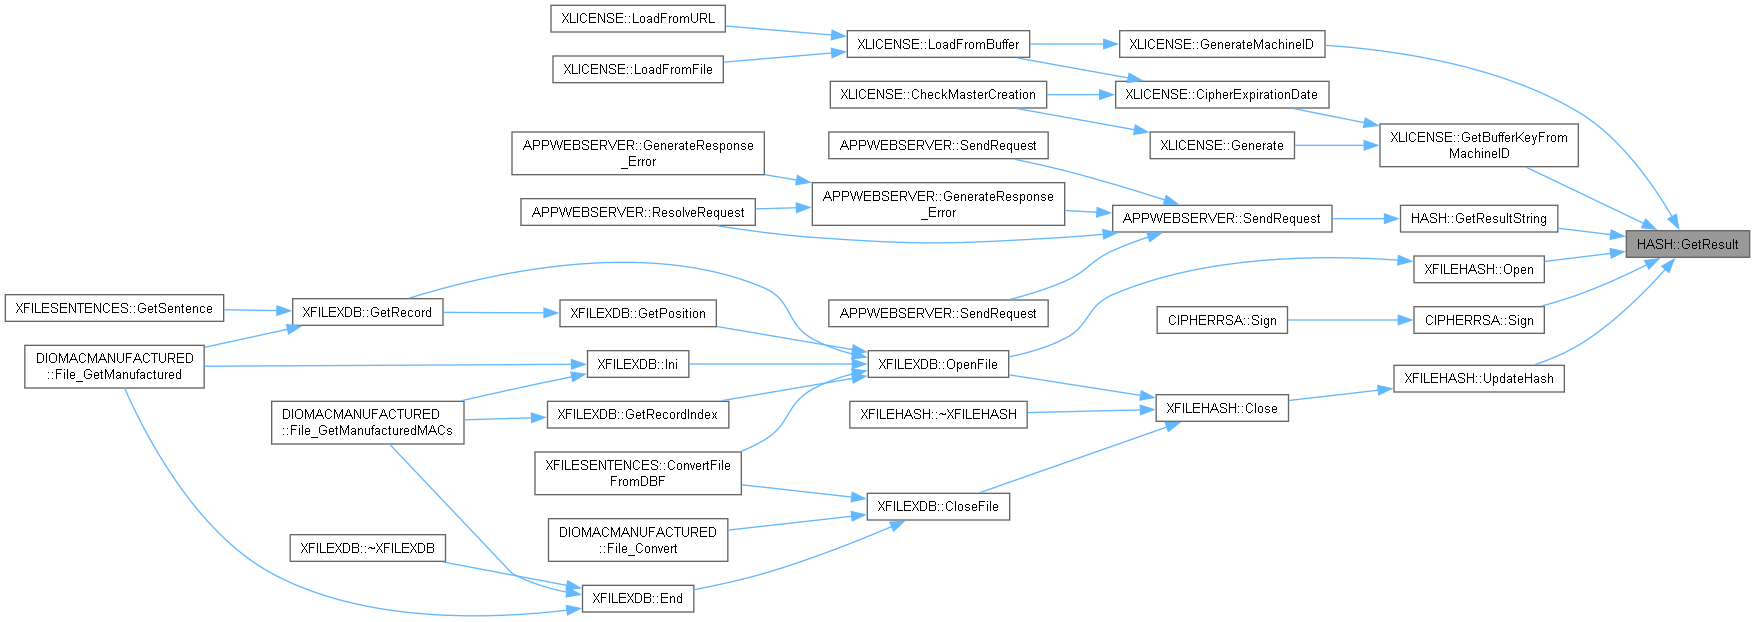 XLICENSE::LoadFromURL
XLICENSE::LoadFromFile
XLICENSE::LoadFromBuffer
XLICENSE::GenerateMachineID
XLICENSE::CheckMasterCreation
XLICENSE::CipherExpirationDate
APPWEBSERVER::GenerateResponse
_Error
APPWEBSERVER::SendRequest
XLICENSE::Generate
XLICENSE::GetBufferKeyFrom
MachineID
APPWEBSERVER::ResolveRequest
APPWEBSERVER::GenerateResponse
_Error
APPWEBSERVER::SendRequest
HASH::GetResultString
HASH::GetResult
XFILEHASH::Open
XFILESENTENCES::GetSentence
XFILEXDB::GetRecord
XFILEXDB::GetPosition
APPWEBSERVER::SendRequest
CIPHERRSA::Sign
CIPHERRSA::Sign
DIOMACMANUFACTURED
::File_GetManufactured
XFILEXDB::Ini
XFILEXDB::OpenFile
XFILEHASH::UpdateHash
DIOMACMANUFACTURED
::File_GetManufacturedMACs
XFILEXDB::GetRecordIndex
XFILEHASH::~XFILEHASH
XFILEHASH::Close
XFILESENTENCES::ConvertFile
FromDBF
XFILEXDB::CloseFile
DIOMACMANUFACTURED
::File_Convert
XFILEXDB::~XFILEXDB
XFILEXDB::End